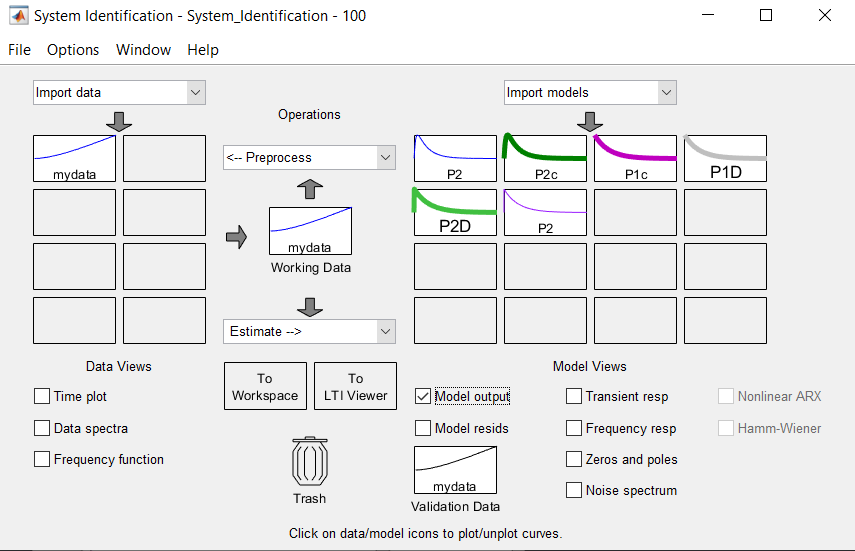 System Identification - System_Identification - 100
File Options Window Help
Import data
Import models
Operations
<-- Preprocess
mydata
P2
P2c
P1c
P1D
P2D
P2
mydata
Working Data
Estimate -->
Data Views
Time plot
Data spectra
Frequency function
To
Workspace
To
LTI Viewer
Trash
Model Views
Model output
Model resids
Transient resp
Frequency resp
Zeros and poles
Noise spectrum
Nonlinear ARX
Hamm-Wiener
mydata
Validation Data
Click on data/model icons to plot/unplot curves.